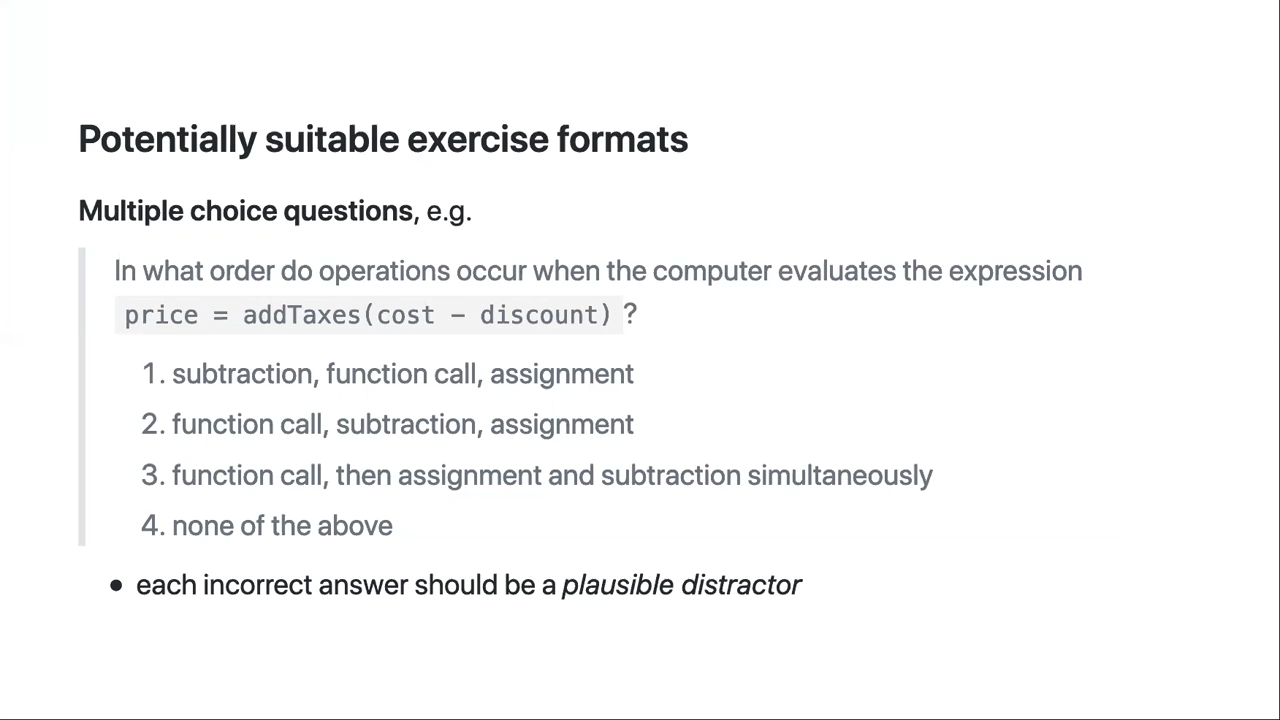 Potentially suitable exercise formats
Multiple choice questions, e.g.
In what order do operations occur when the computer evaluates the expression
price = addTaxes(cost - discount) ?
1. subtraction, function call, assignment
2. function call, subtraction, assignment
3. function call, then assignment and subtraction simultaneously
4. none of the above
• each incorrect answer should be a plausible distractor